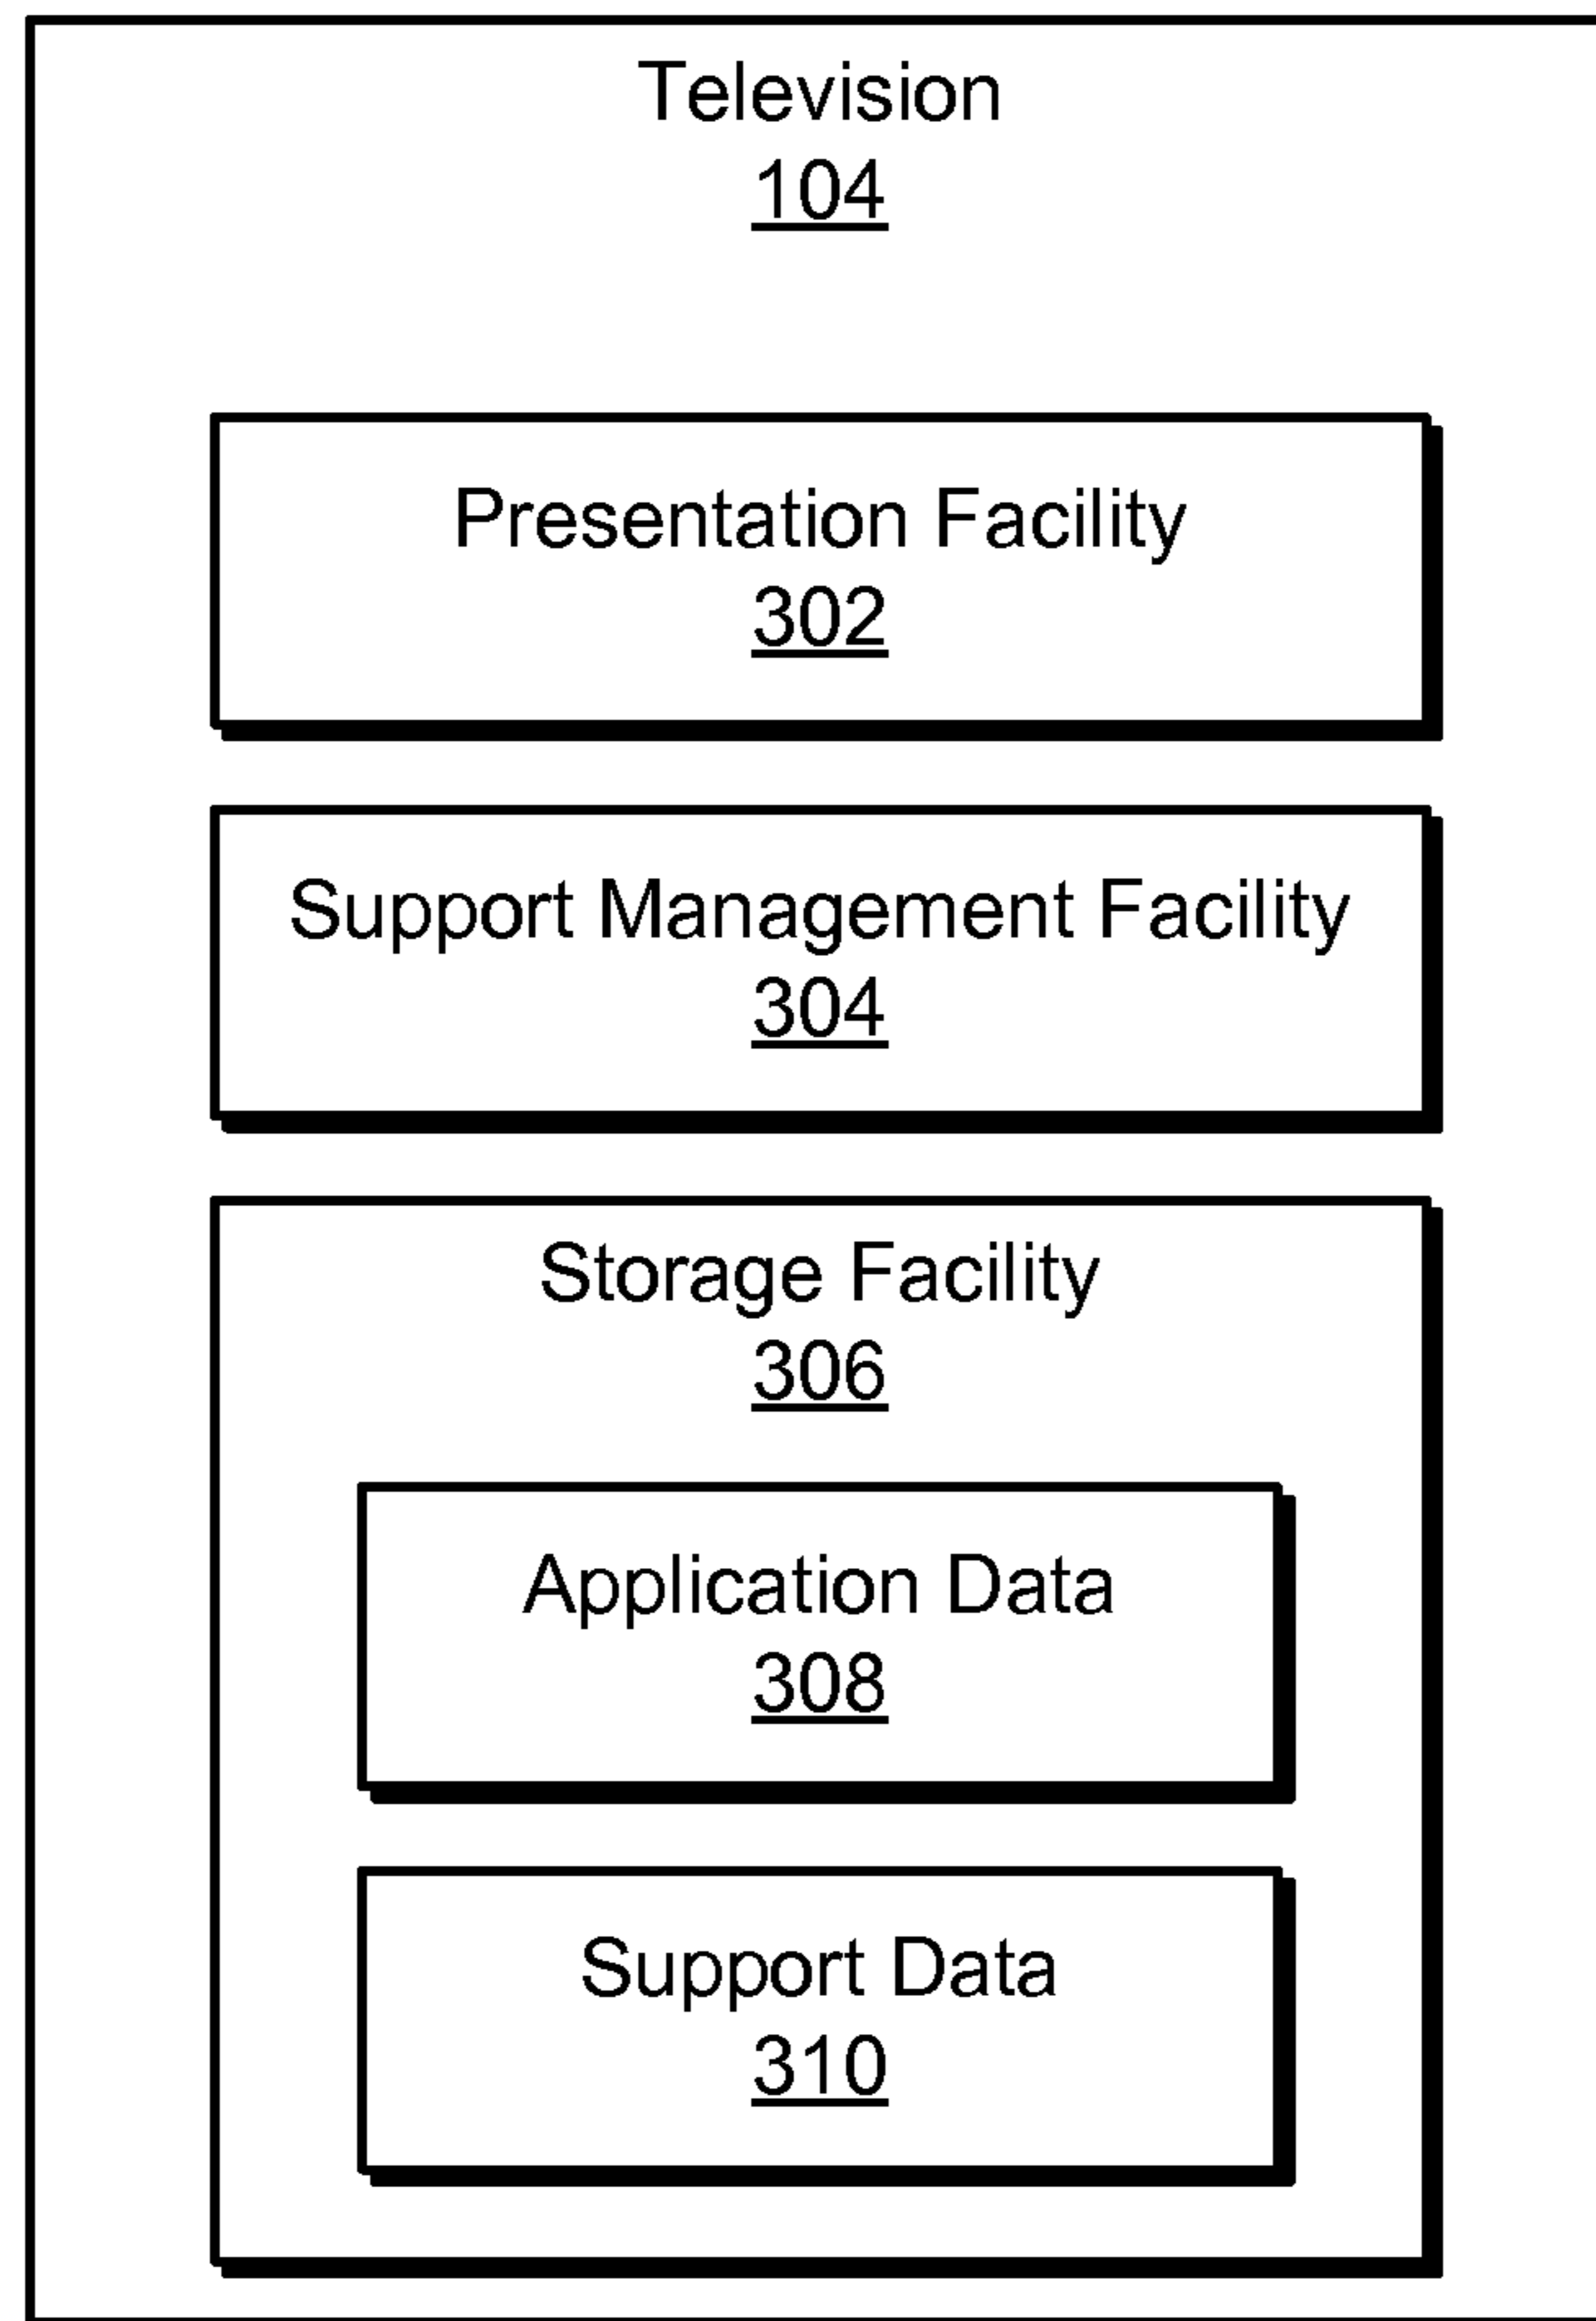 Television
104
Presentation Facility
302
Support Management Facility
304
Storage Facility
306
Application Data
308
Support Data
310